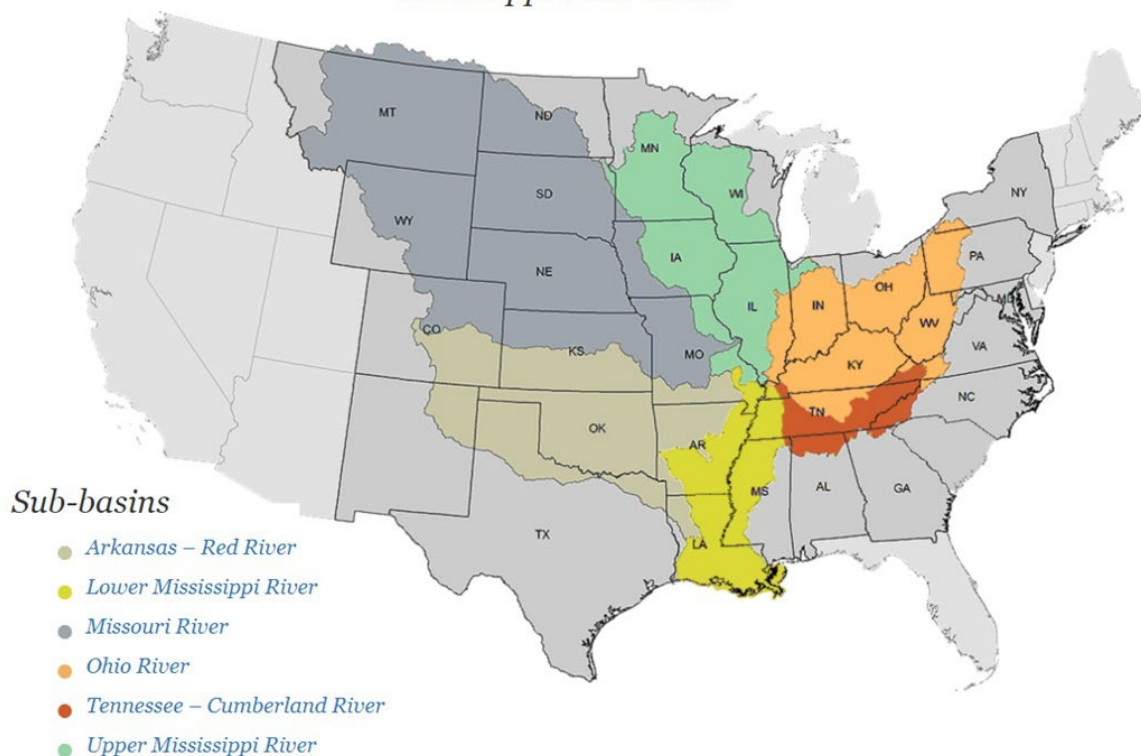 MT
ND
MN
SD
WI
NY
WY
IA
PA
NE
OH
MD
IL
IN
WV
CO
KS
MO
KY
VA
NC
TN
OK
AR
MS
AL
GA
TX
LA
Sub-basins
Arkansas – Red River
Lower Mississippi River
Missouri River
Ohio River
Tennessee – Cumberland River
Upper Mississippi River